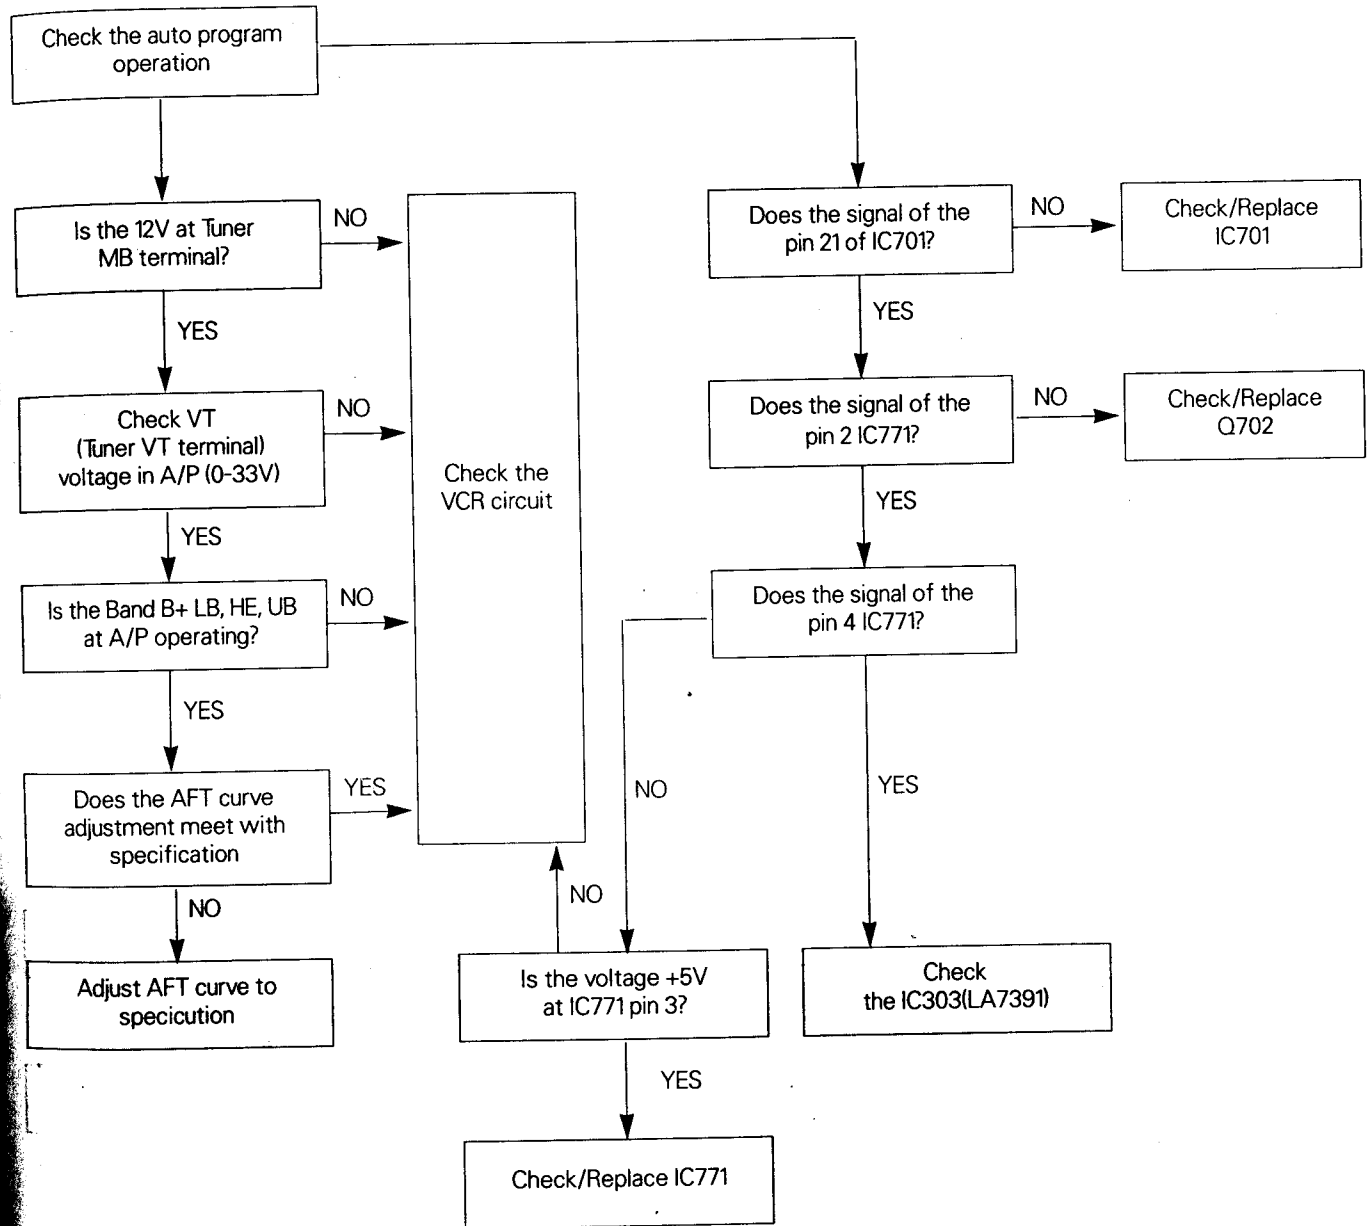 Check the auto program
operation
Is the 12V at Tuner
MB terminal?
NO
YES
Check VT
(Tuner VT terminal)
voltage in A/P (0-33V)
NO
YES
Is the Band B+ LB, HE, UB
at A/P operating?
NO
YES
Does the AFT curve
adjustment meet with
specification
YES
NO
Adjust AFT curve to
specicution
Check the
VCR circuit
Does the signal of the
pin 21 of IC701?
NO
Check/Replace
IC701
YES
Does the signal of the
pin 2 IC771?
NO
Check/Replace
Q702
YES
Does the signal of the
pin 4 IC771?
NO
YES
NO
Is the voltage +5V
at IC771 pin 3?
Check
the IC303(LA7391)
YES
Check/Replace IC771